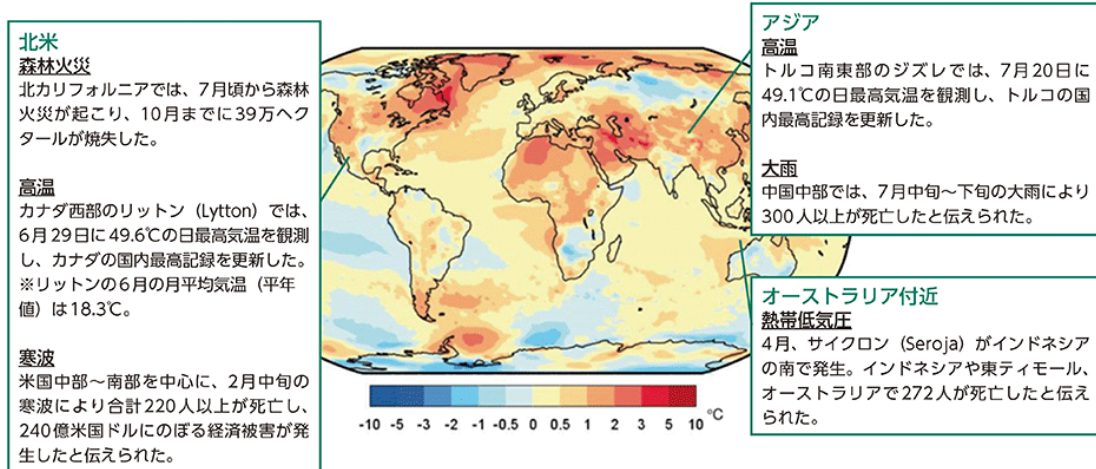 北米
森林火災
北カリフォルニアでは、7月頃から森林
火災が起こり、10月までに39万ヘク
タールが焼失した。
高温
カナダ西部のリットン（Lytton）では、
6月29日に49.6℃の日最高気温を観測
し、カナダの国内最高記録を更新した。
※リットンの6月の月平均気温（平年
値）は18.3℃。
寒波
米国中部～南部を中心に、2月中旬の
寒波により合計220人以上が死亡し、
240億米国ドルにのぼる経済被害が発
生したと伝えられた。
アジア
高温
トルコ南東部のジズレでは、7月20日に
49.1℃の日最高気温を観測し、トルコの国
内最高記録を更新した。
大雨
中国中部では、7月中旬～下旬の大雨により
300人以上が死亡したと伝えられた。
オーストラリア付近
熱帯低気圧
4月、サイクロン（Seroja）がインドネシア
の南で発生。インドネシアや東ティモール、
オーストラリアで272人が死亡したと伝え
られた。
-10 -5 -3 -2 -1 -0.5 0 0.5 1 2 3 5 10 ℃